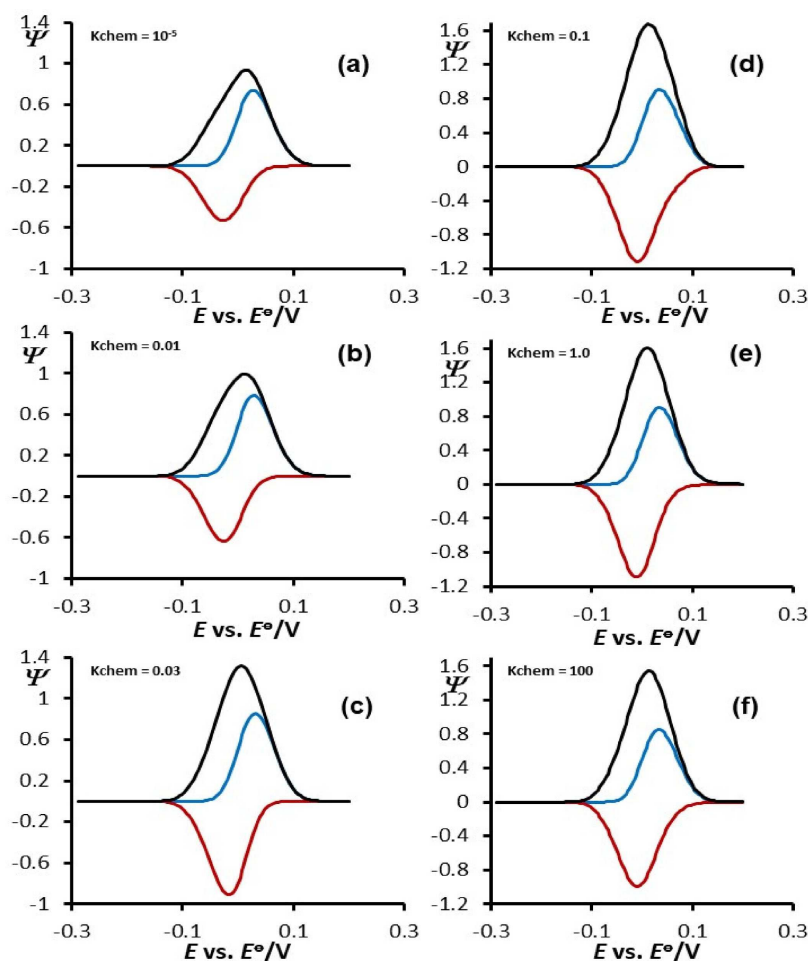 1.4
Ψ
Kchem = 10⁻⁵
(a)
1
0.6
0.2
-0.2
-0.6
-1
-0.3 -0.1 0.1 0.3
E vs. E⊖/V
1.4
Ψ
Kchem = 0.01
(b)
1
0.6
0.2
-0.2
-0.6
-1
-0.3 -0.1 0.1 0.3
E vs. E⊖/V
1.4
Ψ
Kchem = 0.03
(c)
1
0.6
0.2
-0.2
-0.6
-1
-0.3 -0.1 0.1 0.3
1.6
Ψ
Kchem = 0.1
(d)
1.2
0.8
0.4
0
-0.4
-0.8
-1.2
-0.3 -0.1 0.1 0.3
E vs. E⊖/V
1.6
Ψ
Kchem = 1.0
(e)
1.2
0.8
0.4
0
-0.4
-0.8
-1.2
-0.3 -0.1 0.1 0.3
E vs. E⊖/V
1.6
Ψ
Kchem = 100
(f)
1.2
0.8
0.4
0
-0.4
-0.8
-1.2
-0.3 -0.1 0.1 0.3